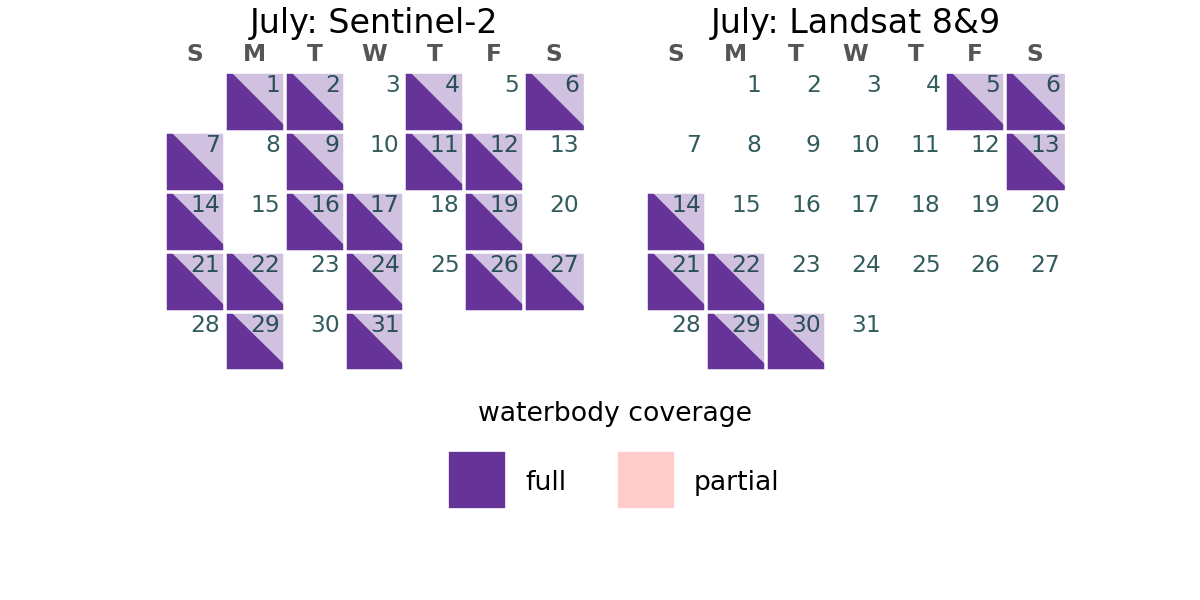 July: Sentinel-2
S M T W T F S
1 2 3 4 5 6
7 8 9 10 11 12 13
14 15 16 17 18 19 20
21 22 23 24 25 26 27
28 29 30 31
July: Landsat 8&9
S M T W T F S
1 2 3 4 5 6
7 8 9 10 11 12 13
14 15 16 17 18 19 20
21 22 23 24 25 26 27
28 29 30 31
waterbody coverage
full partial